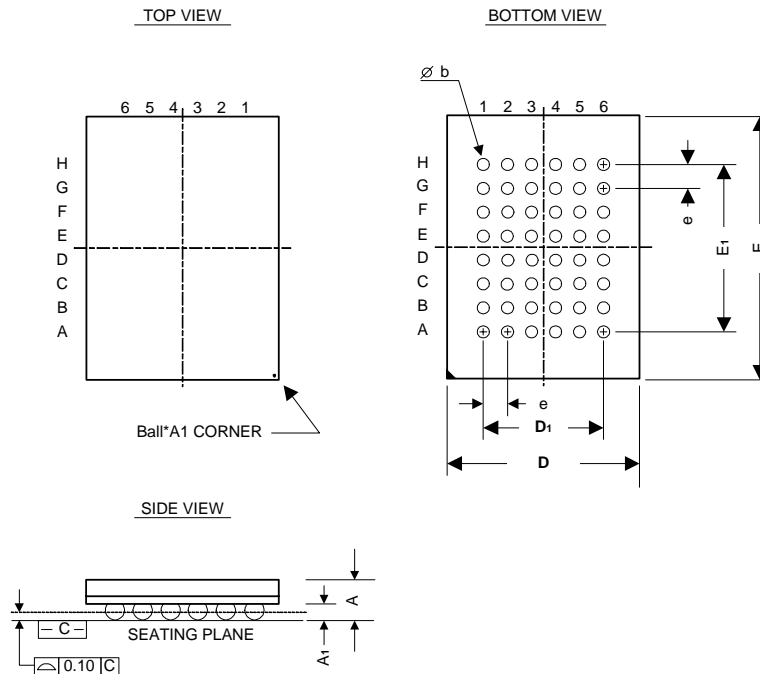 TOP VIEW
6 5 4 3 2 1
H
G
F
E
D
C
B
A
Ball*A1 CORNER
BOTTOM VIEW
Ø b
1 2 3 4 5 6
H
G
F
E
D
C
B
A
e
E1
E
e
D1
D
SIDE VIEW
A
A1
– C –
SEATING PLANE
⌓ 0.10 C